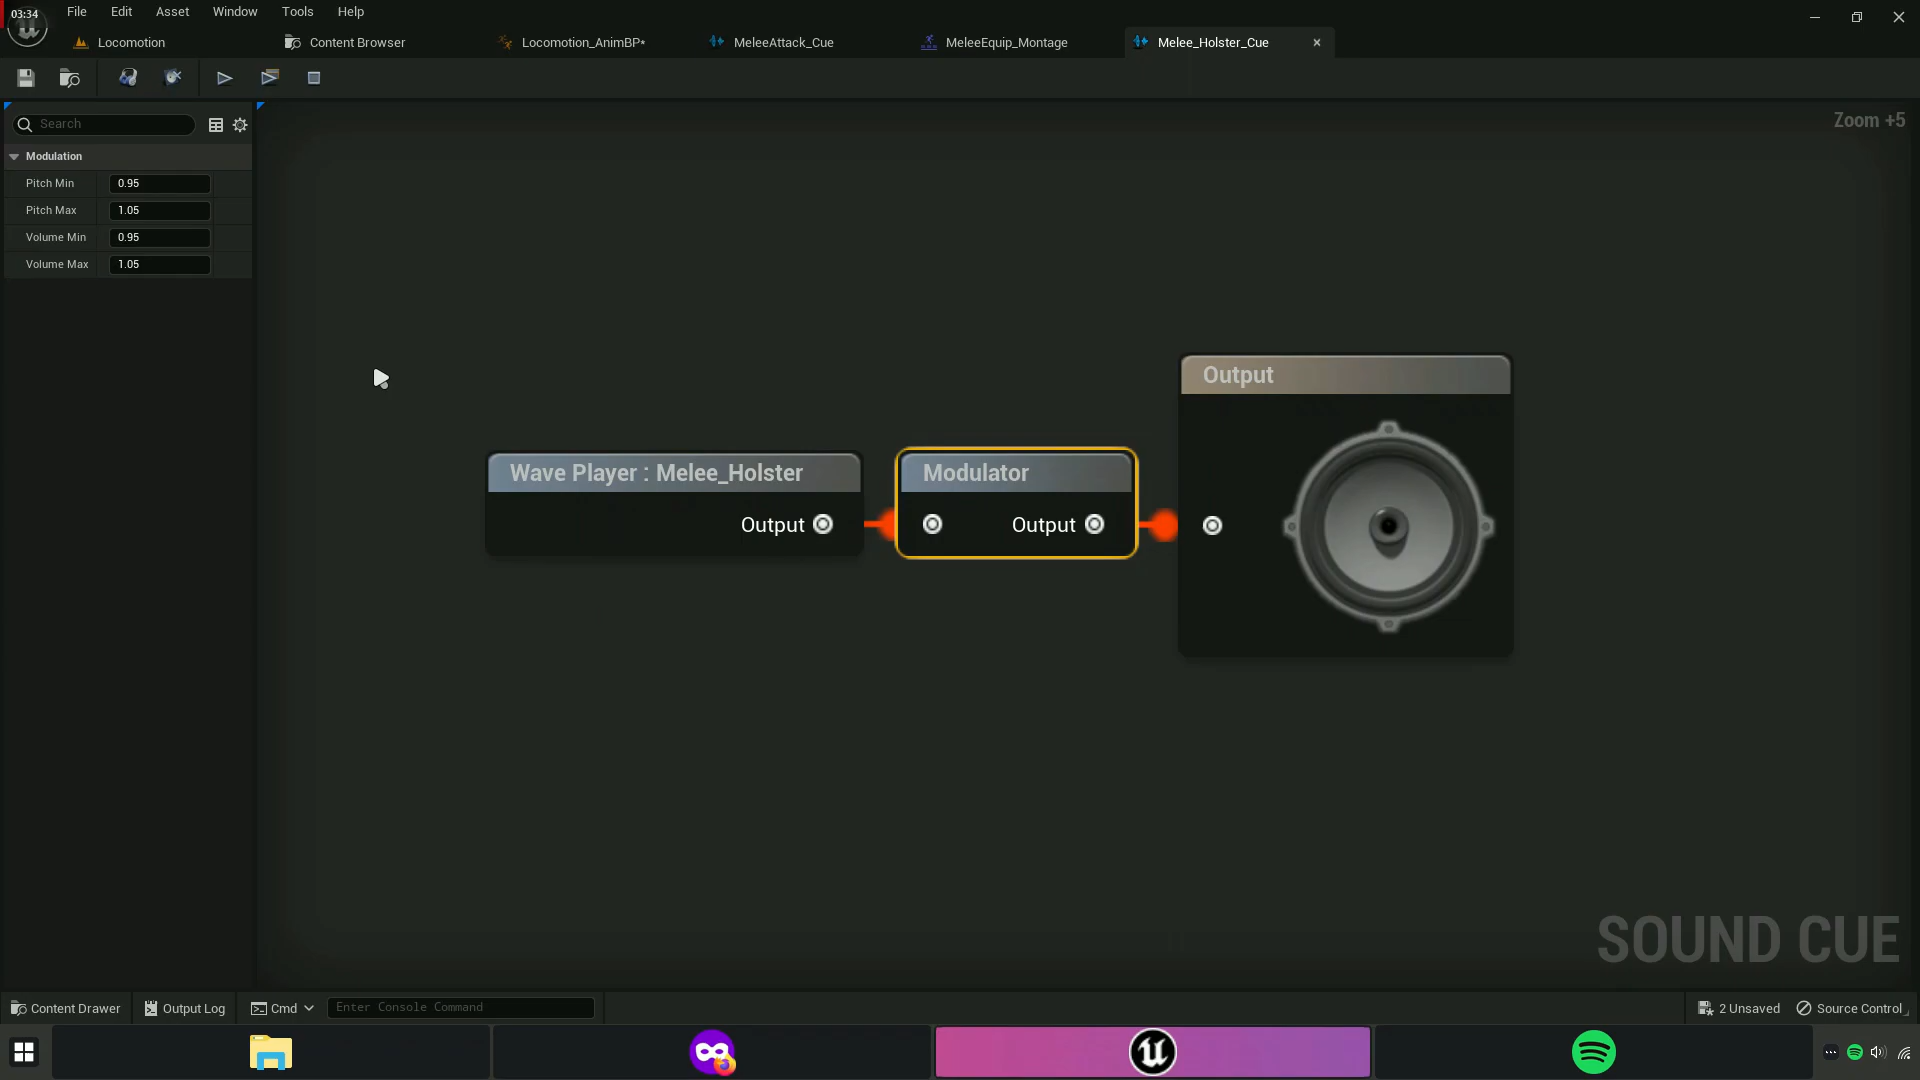 03:34
File Edit Asset Window Tools Help
Locomotion Content Browser Locomotion_AnimBP* MeleeAttack_Cue MeleeEquip_Montage Melee_Holster_Cue
Search
Zoom +5
Modulation
Pitch Min 0.95
Pitch Max 1.05
Volume Min 0.95
Volume Max 1.05
Output
Wave Player : Melee_Holster
Output
Modulator
Output
SOUND CUE
Content Drawer Output Log Cmd Enter Console Command 2 Unsaved Source Control